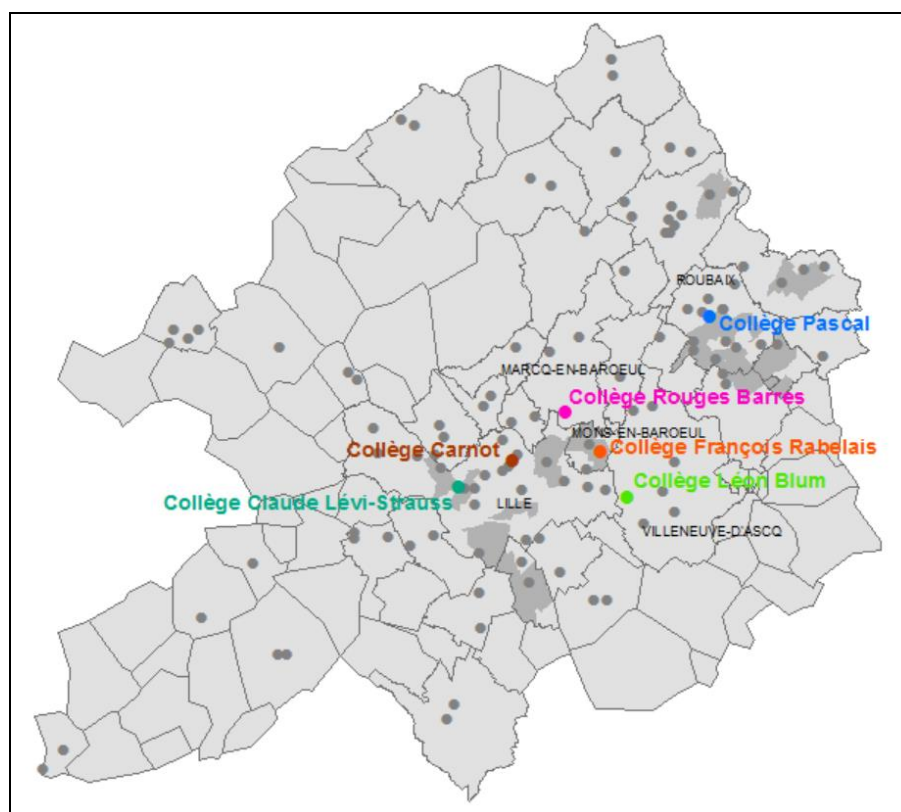 ROUBAIX
Collège Pascal
MARCQ-EN-BAROEUL
Collège Rouges Barres
MONS-EN-BAROEUL
Collège Carnot
Collège François Rabelais
Collège Léon Blum
Collège Claude Lévi-Strauss
LILLE
VILLENEUVE-D'ASCQ